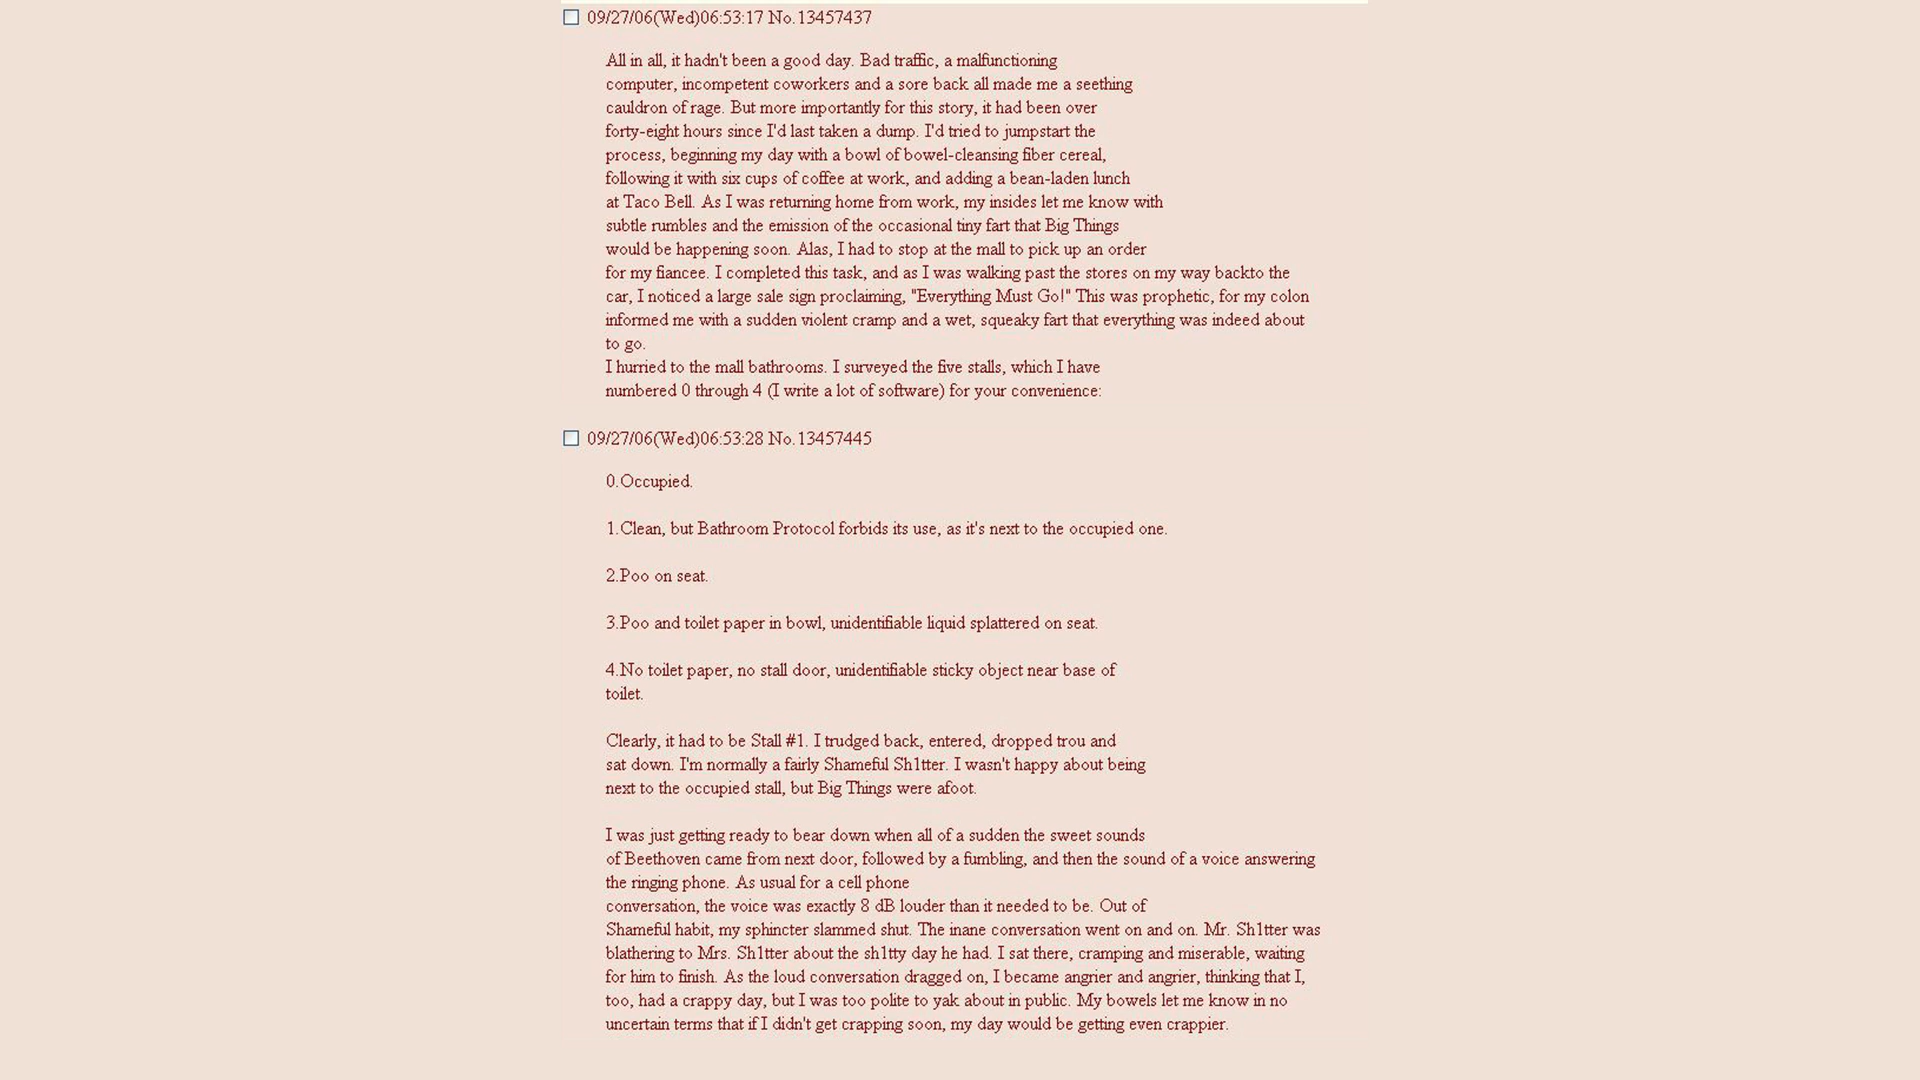 09/27/06(Wed)06:53:17 No.13457437
All in all, it hadn't been a good day. Bad traffic, a malfunctioning
computer, incompetent coworkers and a sore back all made me a seething
cauldron of rage. But more importantly for this story, it had been over
forty-eight hours since I'd last taken a dump. I'd tried to jumpstart the
process, beginning my day with a bowl of bowel-cleansing fiber cereal,
following it with six cups of coffee at work, and adding a bean-laden lunch
at Taco Bell. As I was returning home from work, my insides let me know with
subtle rumbles and the emission of the occasional tiny fart that Big Things
would be happening soon. Alas, I had to stop at the mall to pick up an order
for my fiancee. I completed this task, and as I was walking past the stores on my way backto the
car, I noticed a large sale sign proclaiming, "Everything Must Go!" This was prophetic, for my colon
informed me with a sudden violent cramp and a wet, squeaky fart that everything was indeed about
to go.
I hurried to the mall bathrooms. I surveyed the five stalls, which I have
numbered 0 through 4 (I write a lot of software) for your convenience:
09/27/06(Wed)06:53:28 No.13457445
0.Occupied.
1.Clean, but Bathroom Protocol forbids its use, as it's next to the occupied one.
2.Poo on seat.
3.Poo and toilet paper in bowl, unidentifiable liquid splattered on seat.
4.No toilet paper, no stall door, unidentifiable sticky object near base of
toilet.
Clearly, it had to be Stall #1. I trudged back, entered, dropped trou and
sat down. I'm normally a fairly Shameful Sh1tter. I wasn't happy about being
next to the occupied stall, but Big Things were afoot.
I was just getting ready to bear down when all of a sudden the sweet sounds
of Beethoven came from next door, followed by a fumbling, and then the sound of a voice answering
the ringing phone. As usual for a cell phone
conversation, the voice was exactly 8 dB louder than it needed to be. Out of
Shameful habit, my sphincter slammed shut. The inane conversation went on and on. Mr. Sh1tter was
blathering to Mrs. Sh1tter about the sh1tty day he had. I sat there, cramping and miserable, waiting
for him to finish. As the loud conversation dragged on, I became angrier and angrier, thinking that I,
too, had a crappy day, but I was too polite to yak about in public. My bowels let me know in no
uncertain terms that if I didn't get crapping soon, my day would be getting even crappier.